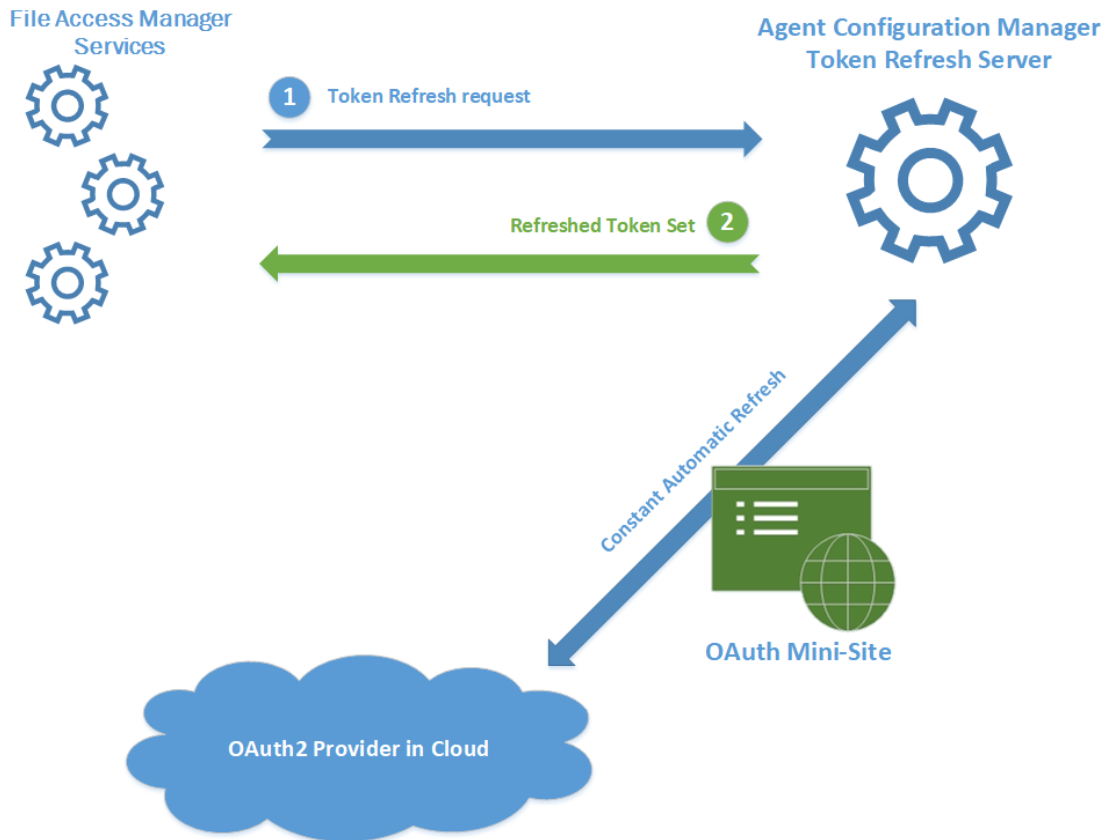 File Access Manager
Services
Agent Configuration Manager
Token Refresh Server
1 Token Refresh request
Refreshed Token Set 2
Constant Automatic Refresh
OAuth Mini-Site
OAuth2 Provider in Cloud